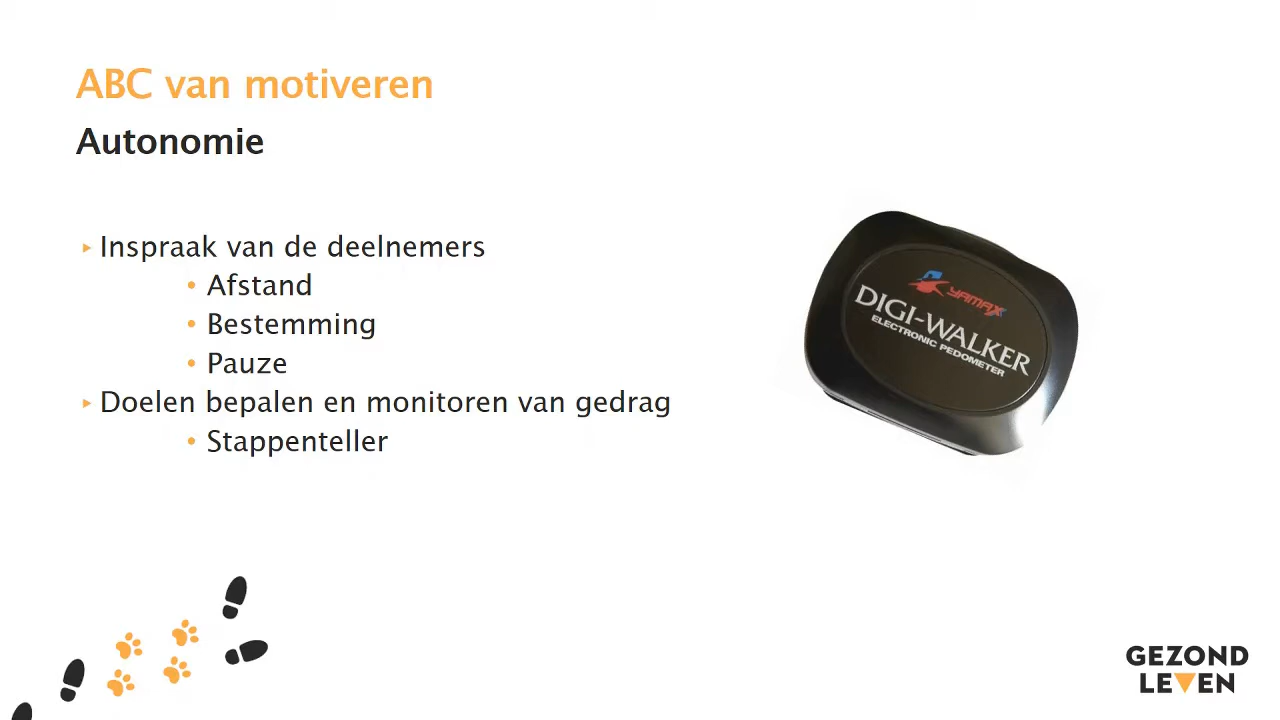 ABC van motiveren
Autonomie
▸ Inspraak van de deelnemers
• Afstand
• Bestemming
• Pauze
▸ Doelen bepalen en monitoren van gedrag
• Stappenteller
YAMAX
DIGI-WALKER
ELECTRONIC PEDOMETER
GEZOND
LEVEN